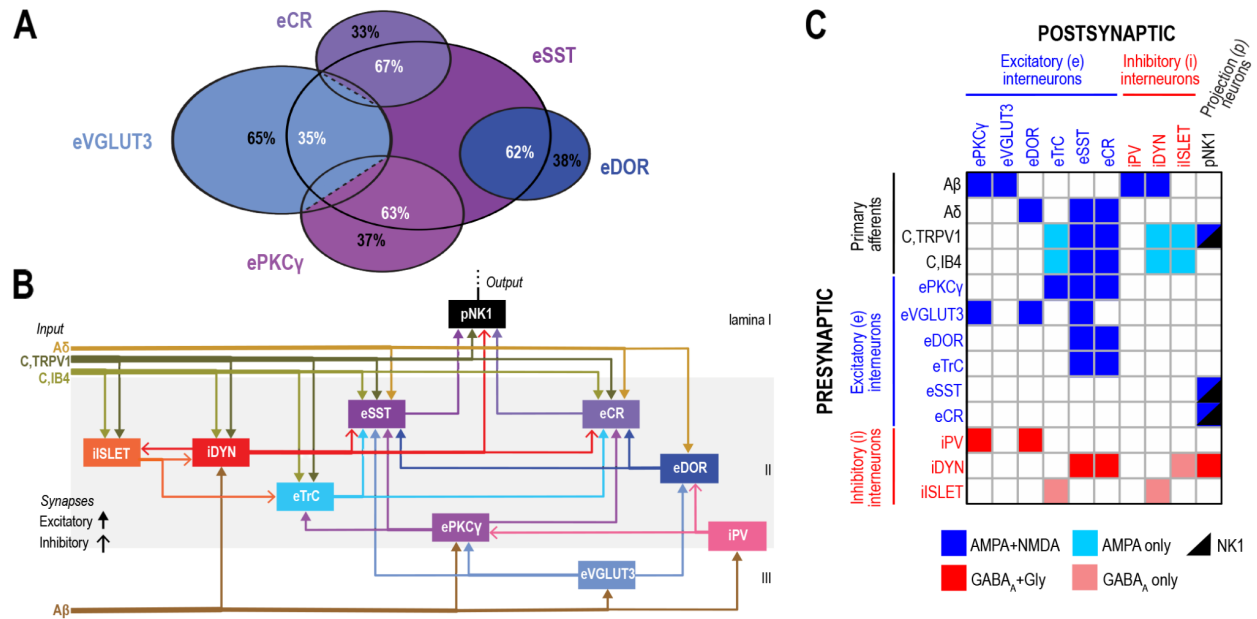 A
eCR
33%
67%
eSST
eVGLUT3
65%
35%
62%
38%
eDOR
63%
37%
ePKCγ
B
Output
pNK1
lamina I
Input
Aδ
C,TRPV1
C,IB4
eSST
eCR
iISLET
iDYN
eDOR
II
eTrC
Synapses
Excitatory
Inhibitory
ePKCγ
iPV
eVGLUT3
III
Aβ
C
POSTSYNAPTIC
Excitatory (e)
interneurons
Inhibitory (i)
interneurons
Projection (p)
neurons
ePKCγ
eVGLUT3
eDOR
eTrC
eSST
eCR
iPV
iDYN
iISLET
pNK1
PRESYNAPTIC
Primary
afferents
Aβ
Aδ
C,TRPV1
C,IB4
Excitatory (e)
interneurons
ePKCγ
eVGLUT3
eDOR
eTrC
eSST
eCR
Inhibitory (i)
interneurons
iPV
iDYN
iISLET
AMPA+NMDA
AMPA only
NK1
GABA_A+Gly
GABA_A only